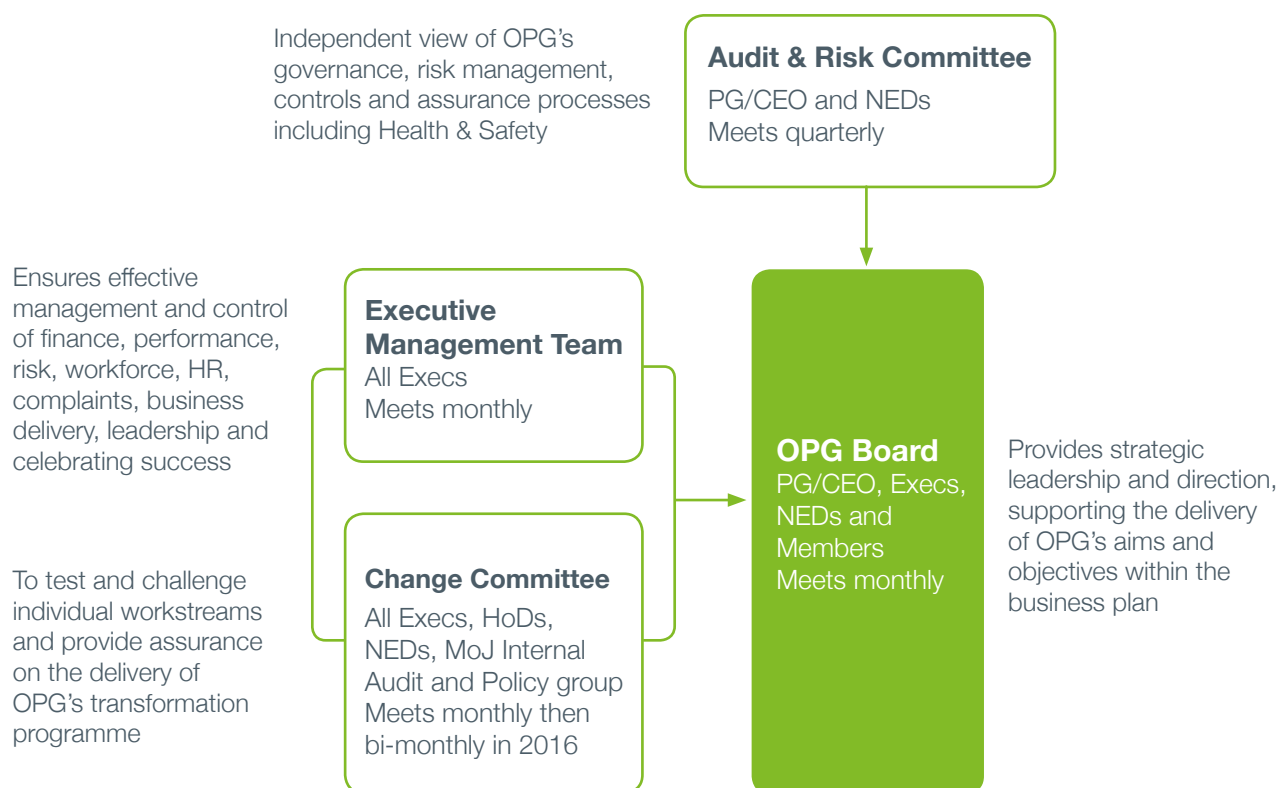 Independent view of OPG’s
governance, risk management,
controls and assurance processes
including Health & Safety
Audit & Risk Committee
PG/CEO and NEDs
Meets quarterly
Ensures effective
management and control
of finance, performance,
risk, workforce, HR,
complaints, business
delivery, leadership and
celebrating success
Executive
Management Team
All Execs
Meets monthly
To test and challenge
individual workstreams
and provide assurance
on the delivery of
OPG’s transformation
programme
Change Committee
All Execs, HoDs,
NEDs, MoJ Internal
Audit and Policy group
Meets monthly then
bi-monthly in 2016
OPG Board
PG/CEO, Execs,
NEDs and
Members
Meets monthly
Provides strategic
leadership and direction,
supporting the delivery
of OPG’s aims and
objectives within the
business plan